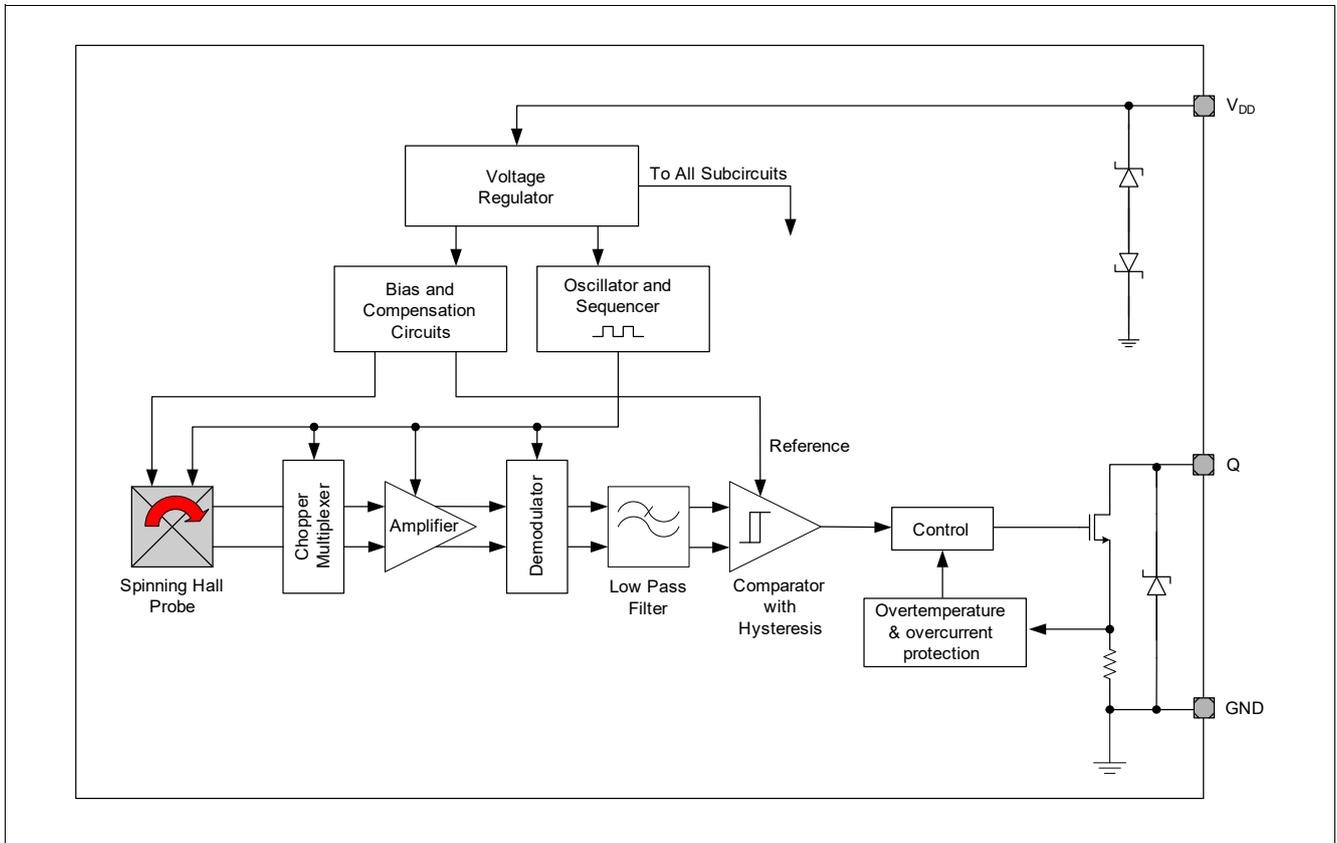 V_DD
Voltage
Regulator
To All Subcircuits
Bias and
Compensation
Circuits
Oscillator and
Sequencer
Reference
Q
Chopper
Multiplexer
Amplifier
Demodulator
Control
Spinning Hall
Probe
Low Pass
Filter
Comparator
with
Hysteresis
Overtemperature
& overcurrent
protection
GND